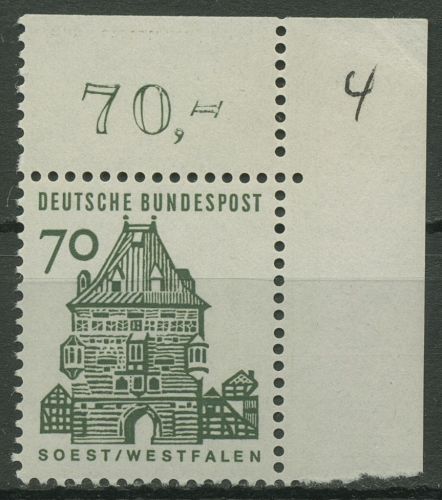 70,-
4
DEUTSCHE BUNDESPOST
70
SOEST/WESTFALEN